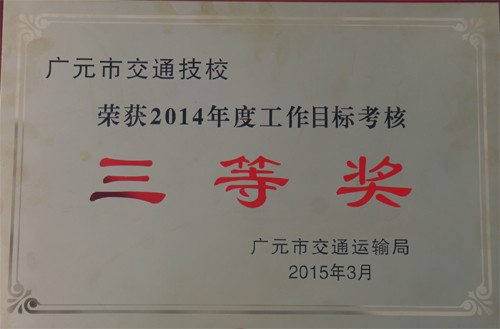 广元市交通技校
荣获2014年度工作目标考核
三等奖
广元市交通运输局
2015年3月